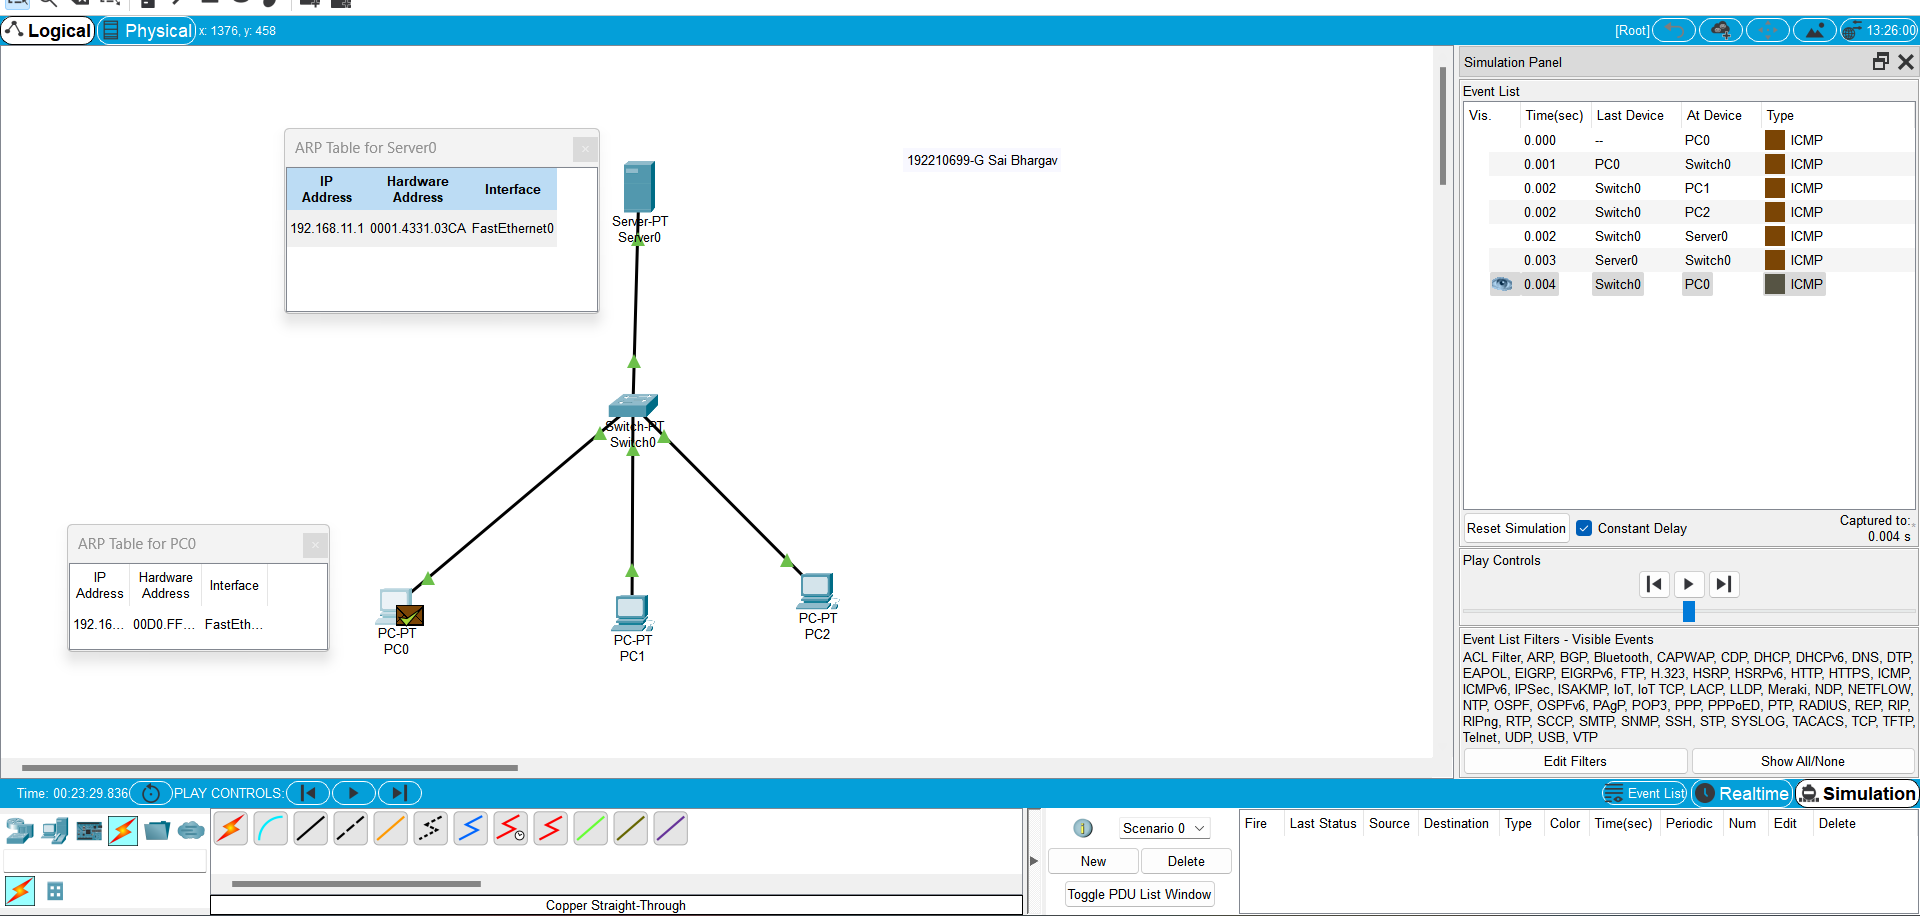 Logical
Physical
x: 1376, y: 458
[Root]
13:26:00
192210699-G Sai Bhargav
ARP Table for Server0
IP Address Hardware Address Interface
192.168.11.1 0001.4331.03CA FastEthernet0
Server-PT
Server0
Switch-PT
Switch0
ARP Table for PC0
IP Address Hardware Address Interface
192.16... 00D0.FF... FastEth...
PC-PT
PC0
PC-PT
PC1
PC-PT
PC2
Simulation Panel
Event List
Vis. Time(sec) Last Device At Device Type
0.000 -- PC0 ICMP
0.001 PC0 Switch0 ICMP
0.002 Switch0 PC1 ICMP
0.002 Switch0 PC2 ICMP
0.002 Switch0 Server0 ICMP
0.003 Server0 Switch0 ICMP
0.004 Switch0 PC0 ICMP
Reset Simulation
Constant Delay
Captured to:
0.004 s
Play Controls
Event List Filters - Visible Events
ACL Filter, ARP, BGP, Bluetooth, CAPWAP, CDP, DHCP, DHCPv6, DNS, DTP,
EAPOL, EIGRP, EIGRPv6, FTP, H.323, HSRP, HSRPv6, HTTP, HTTPS, ICMP,
ICMPv6, IPSec, ISAKMP, IoT, IoT TCP, LACP, LLDP, Meraki, NDP, NETFLOW,
NTP, OSPF, OSPFv6, PAgP, POP3, PPP, PPPoED, PTP, RADIUS, REP, RIP,
RIPng, RTP, SCCP, SMTP, SNMP, SSH, STP, SYSLOG, TACACS, TCP, TFTP,
Telnet, UDP, USB, VTP
Edit Filters
Show All/None
Time: 00:23:29.836
PLAY CONTROLS:
Event List
Realtime
Simulation
Copper Straight-Through
Scenario 0
New
Delete
Toggle PDU List Window
Fire Last Status Source Destination Type Color Time(sec) Periodic Num Edit Delete